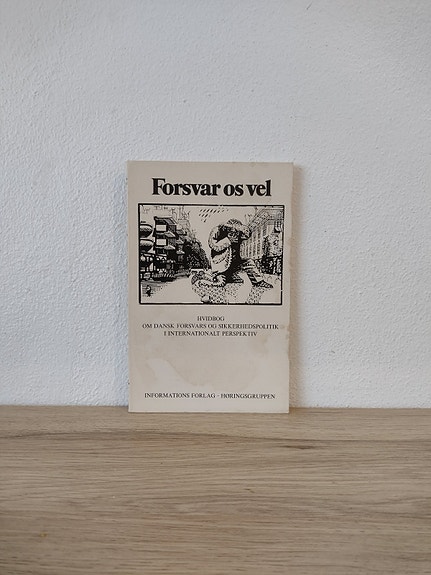 Forsvar os vel
HVIDBOG
OM DANSK FORSVARS OG SIKKERHEDSPOLITIK
I INTERNATIONALT PERSPEKTIV
INFORMATIONS FORLAG · HØRINGSGRUPPEN